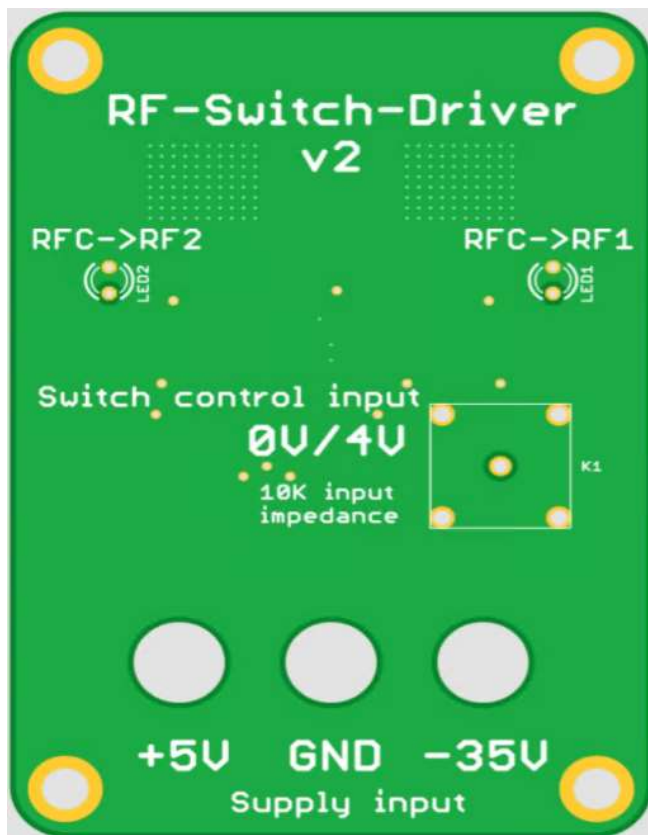 RF-Switch-Driver
v2
RFC->RF2
RFC->RF1
LED2
LED1
Switch control input
0V/4V
K1
10K input
impedance
+5V GND -35V
Supply input